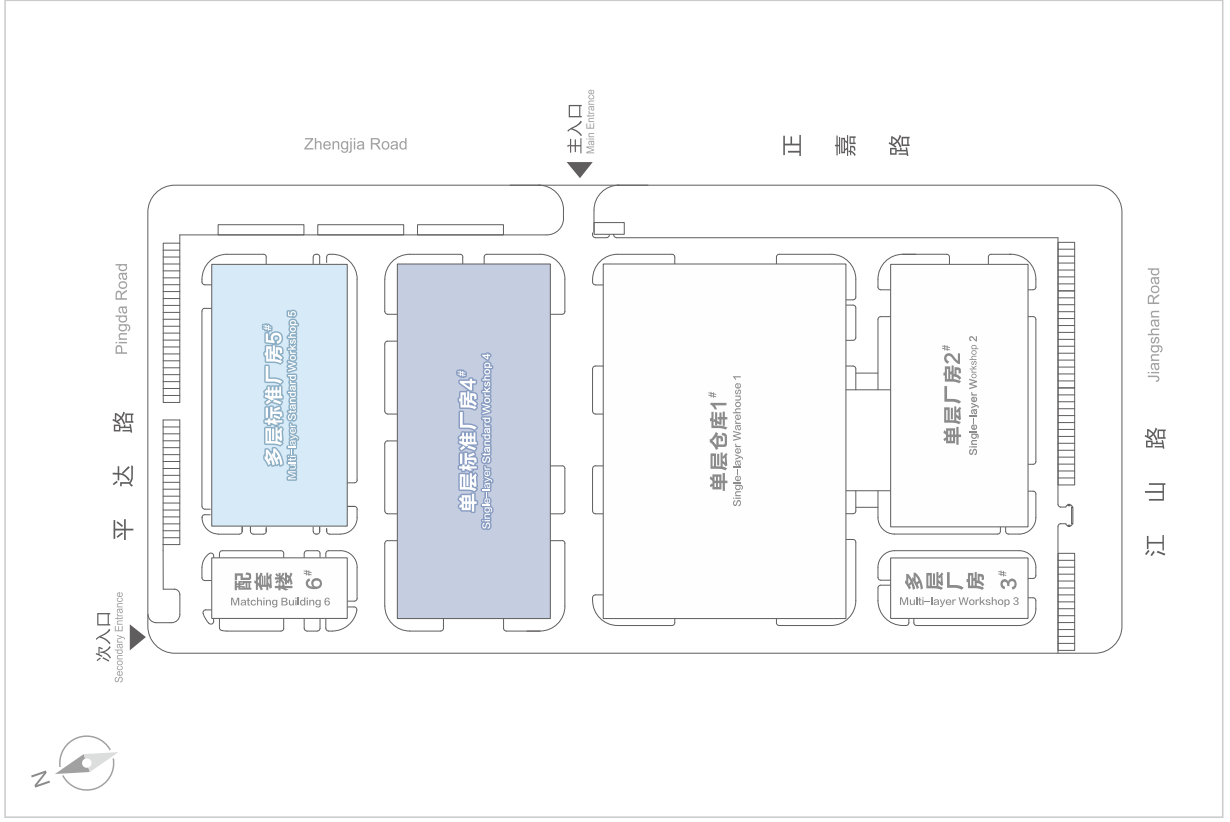 Zhengjia Road
主入口
Main Entrance
正嘉路
Pingda Road
平达路
Jiangshan Road
江山路
多层标准厂房5#
Multi-layer Standard Workshop 5
单层标准厂房4#
Single-layer Standard Workshop 4
单层仓库1#
Single-layer Warehouse 1
单层厂房2#
Single-layer Workshop 2
配套楼6#
Matching Building 6
多层厂房3#
Multi-layer Workshop 3
次入口
Secondary Entrance
N